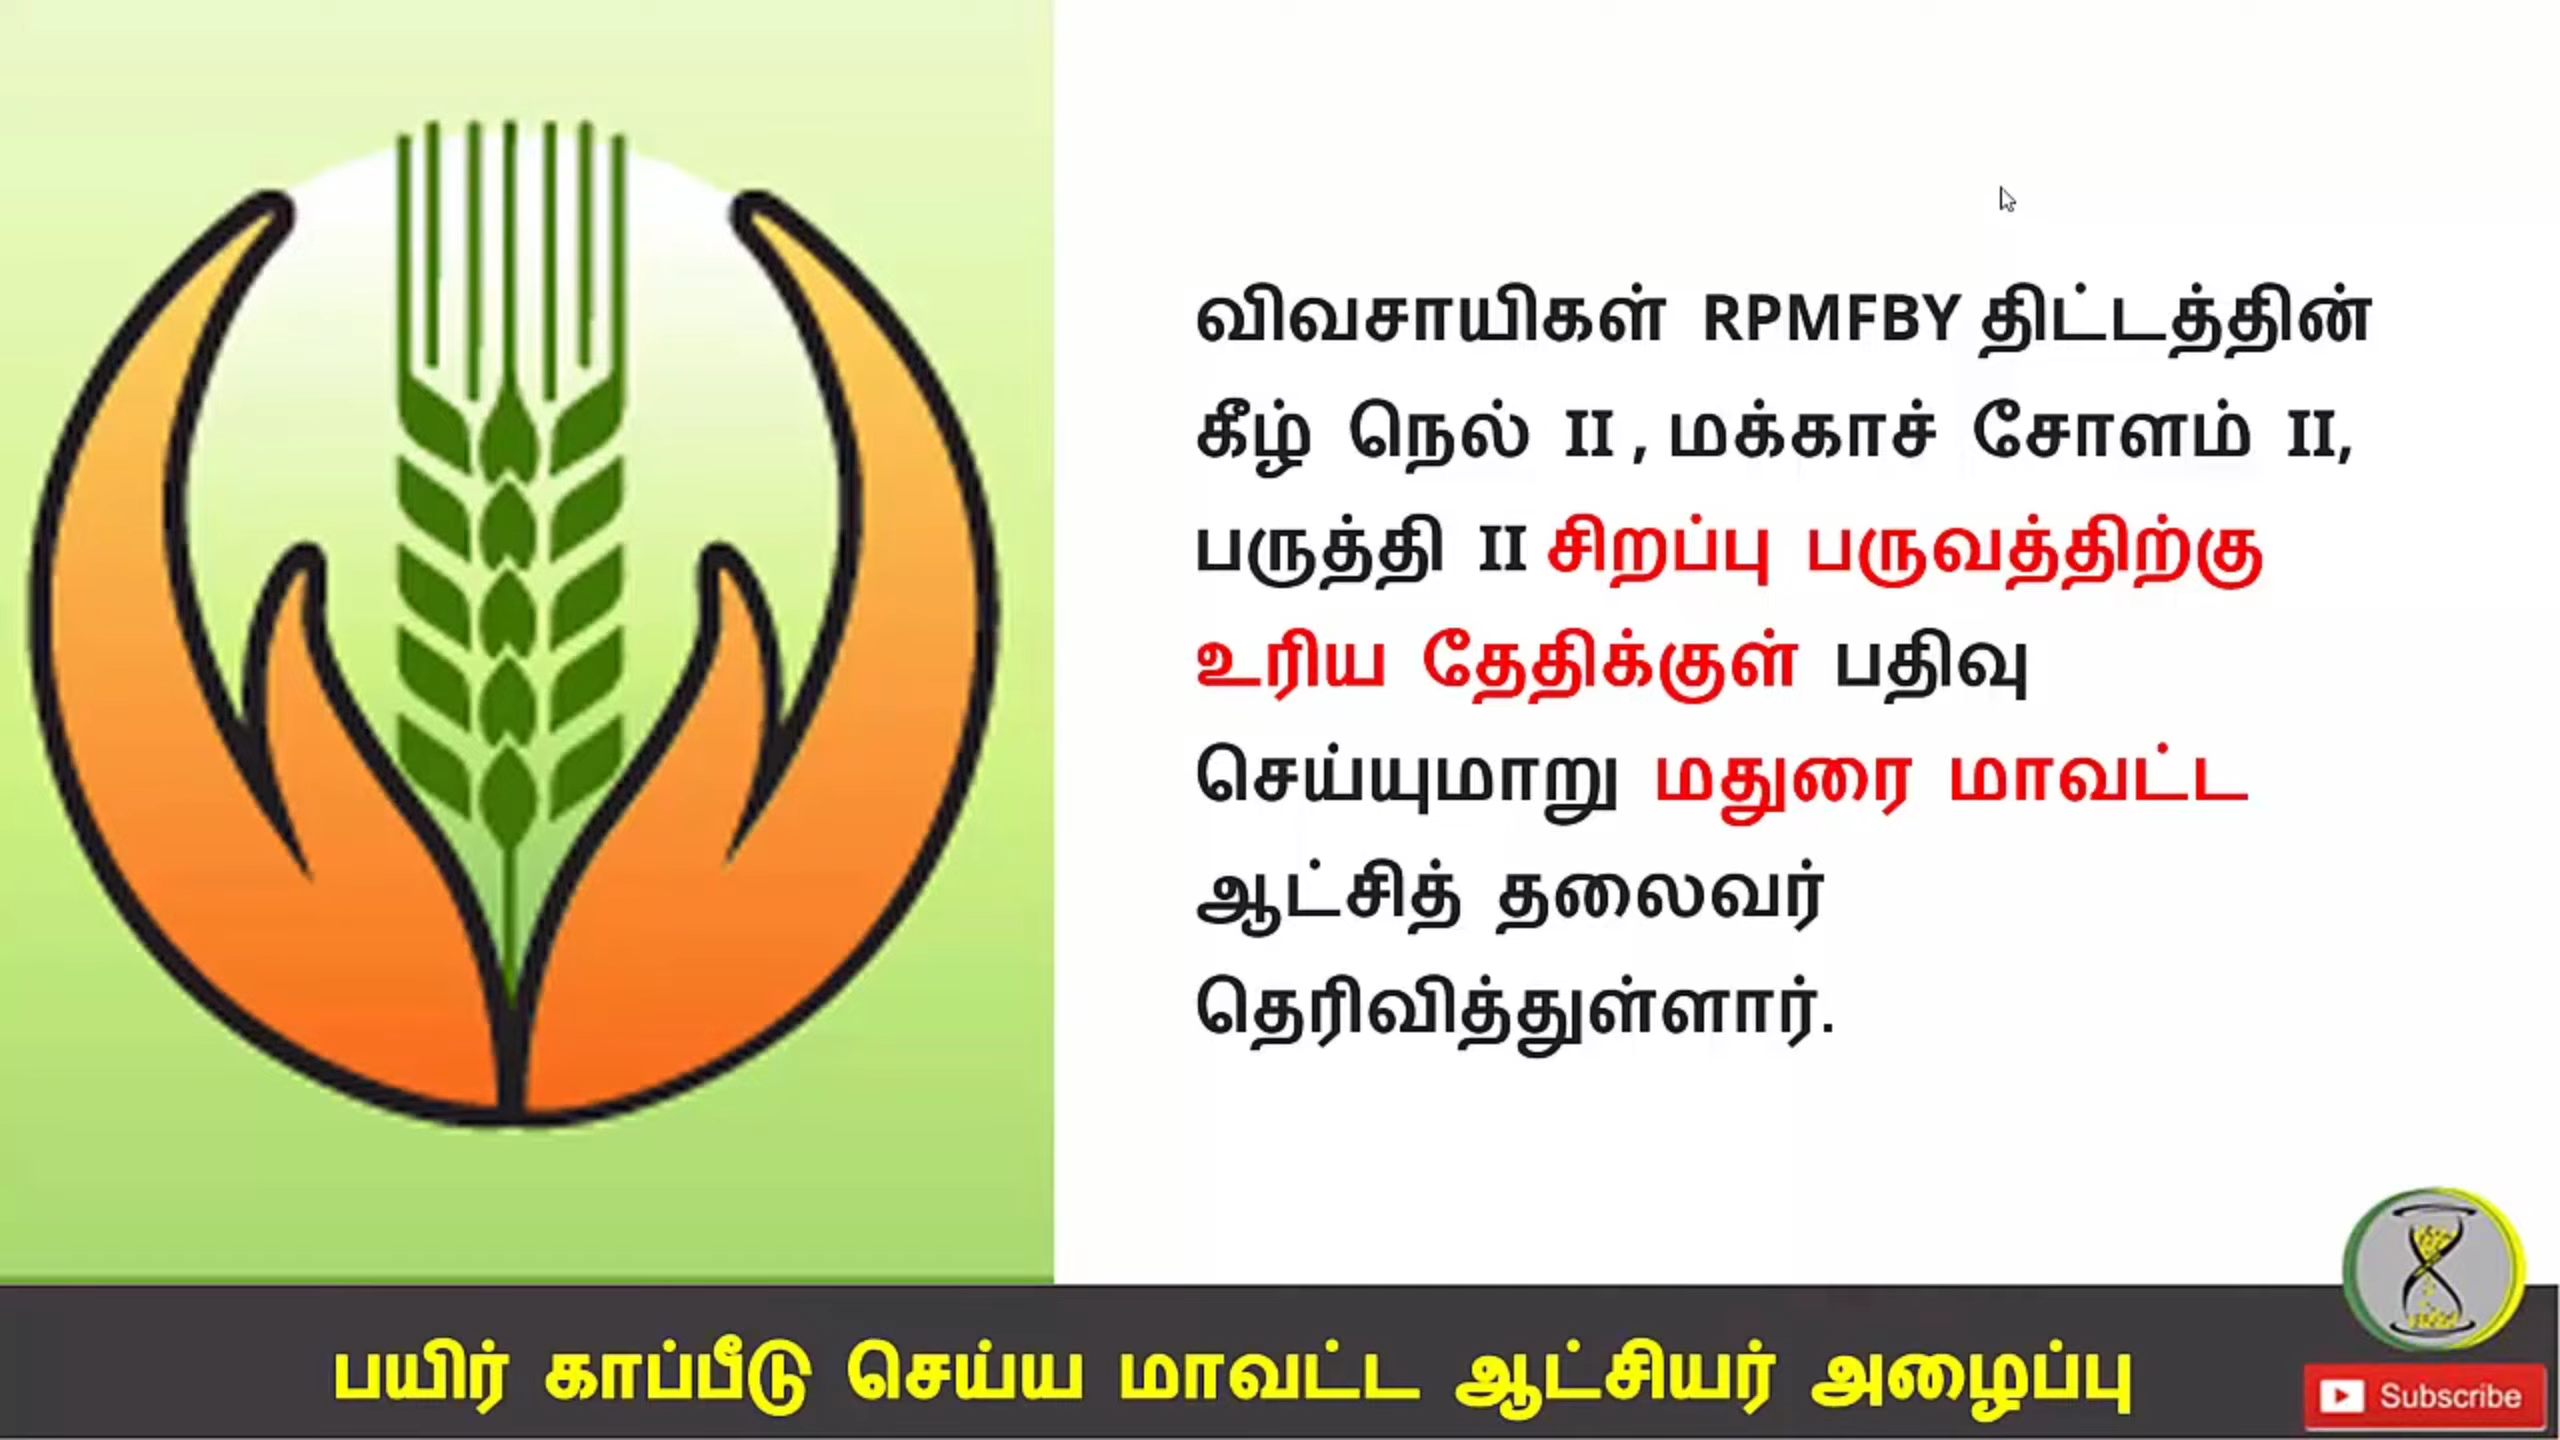 விவசாயிகள் RPMFBY திட்டத்தின்
கீழ் நெல் II , மக்காச் சோளம் II,
பருத்தி II சிறப்பு பருவத்திற்கு
உரிய தேதிக்குள் பதிவு
செய்யுமாறு மதுரை மாவட்ட
ஆட்சித் தலைவர்
தெரிவித்துள்ளார்.
பயிர் காப்பீடு செய்ய மாவட்ட ஆட்சியர் அழைப்பு
Subscribe